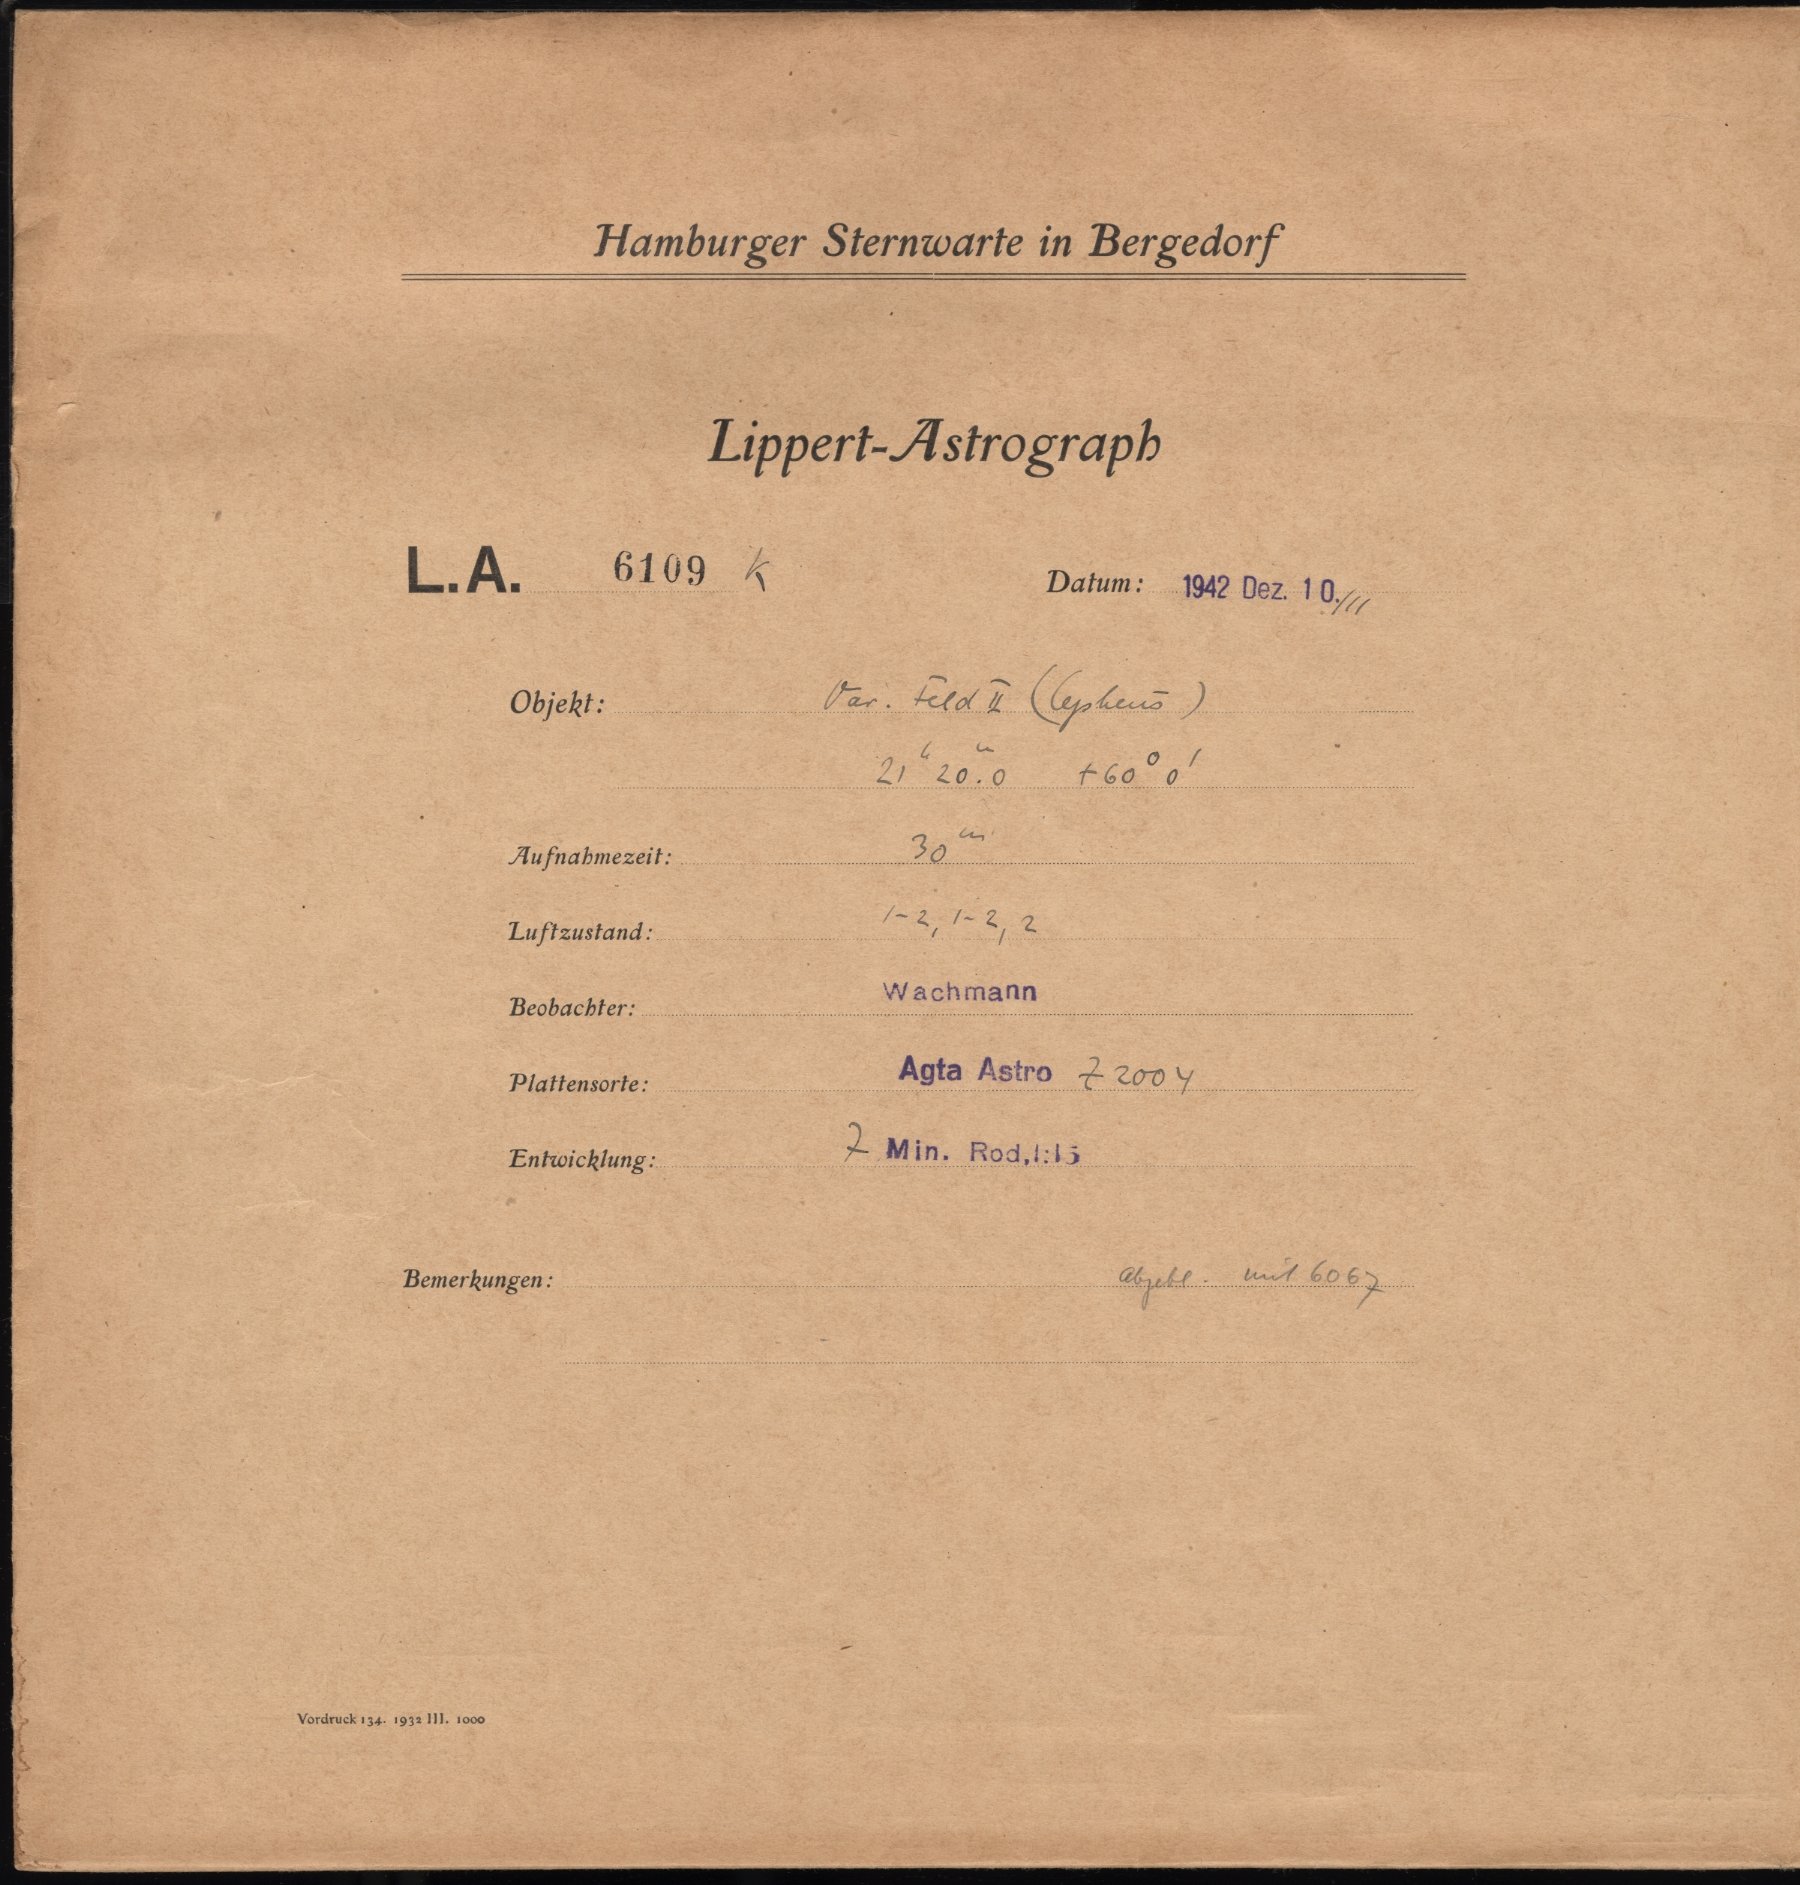 Hamburger Sternwarte in Bergedorf
Lippert-Astrograph
L.A. 6109 K Datum: 1942 Dez. 10./11
Objekt: Var. Feld II (Cepheus)
21ʰ 20ᵐ.0 +60° 0'
Aufnahmezeit: 30ᵐ
Luftzustand: 1-2, 1-2, 2
Beobachter: Wachmann
Plattensorte: Agfa Astro Z 2004
Entwicklung: 7 Min. Rod, 1:15
Bemerkungen: abgebl. mit 6067
Vordruck 134. 1932 III. 1000